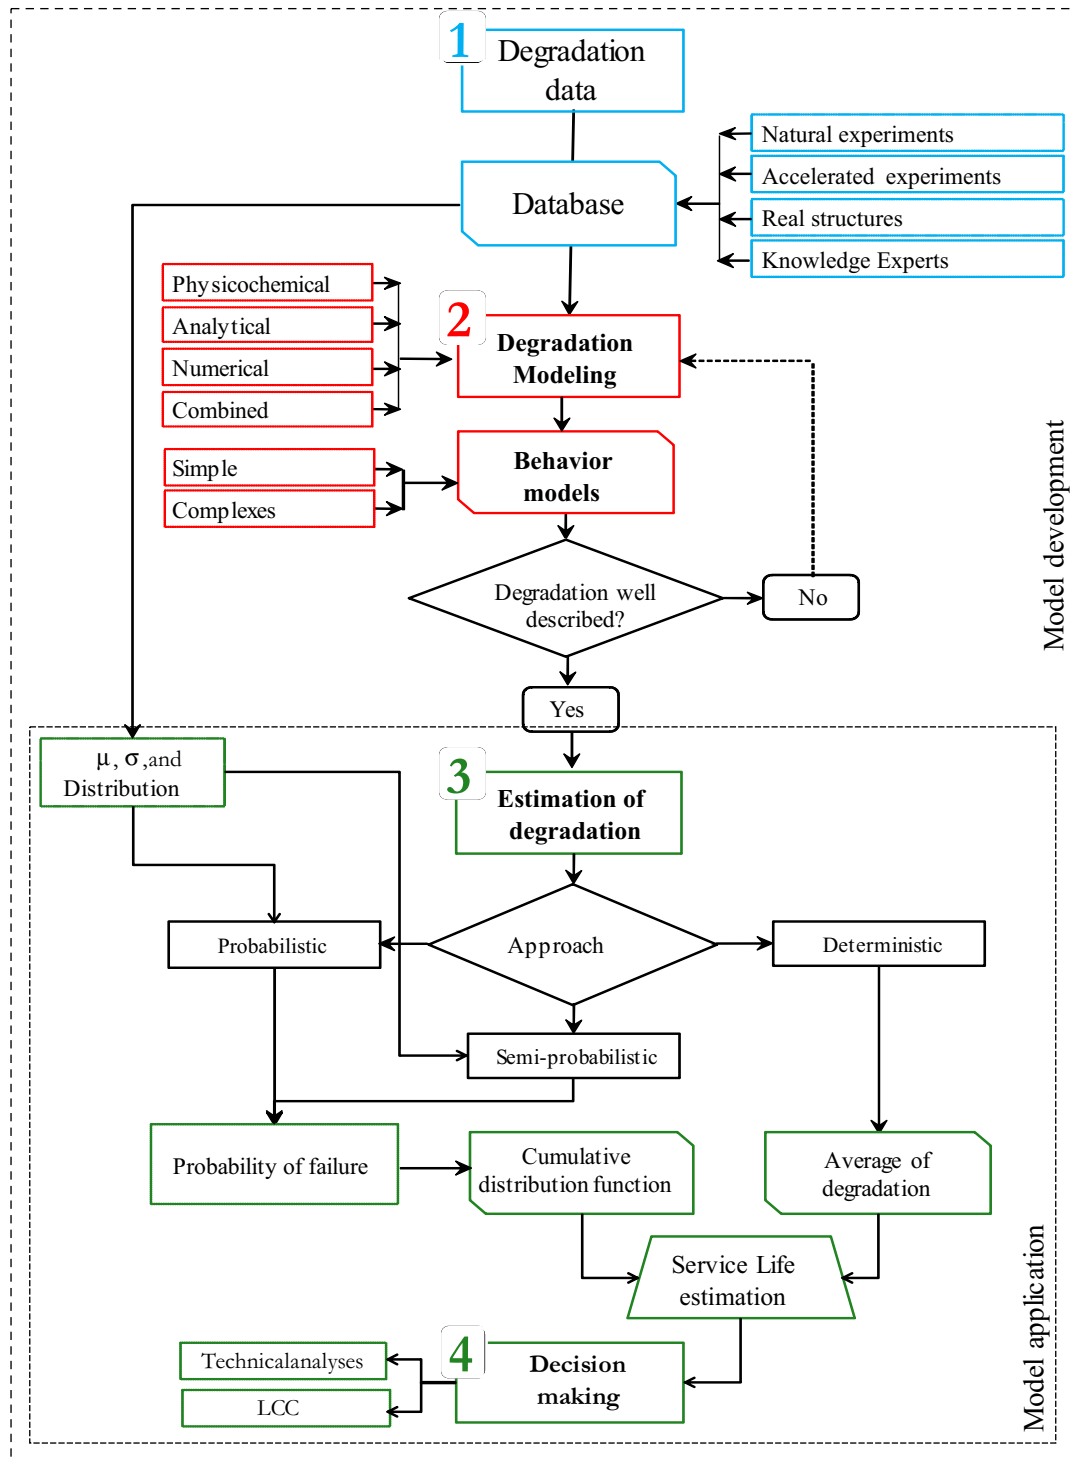 1
Degradation
data
Natural experiments
Accelerated experiments
Database
Real structures
Knowledge Experts
Physicochemical
Analytical
Numerical
Combined
2
Degradation
Modeling
Simple
Complexes
Behavior
models
Degradation well
described?
No
Yes
Model development
μ, σ,and
Distribution
3
Estimation of
degradation
Probabilistic
Approach
Deterministic
Semi-probabilistic
Probability of failure
Cumulative
distribution function
Average of
degradation
Service Life
estimation
4
Decision
making
Technicalanalyses
LCC
Model application